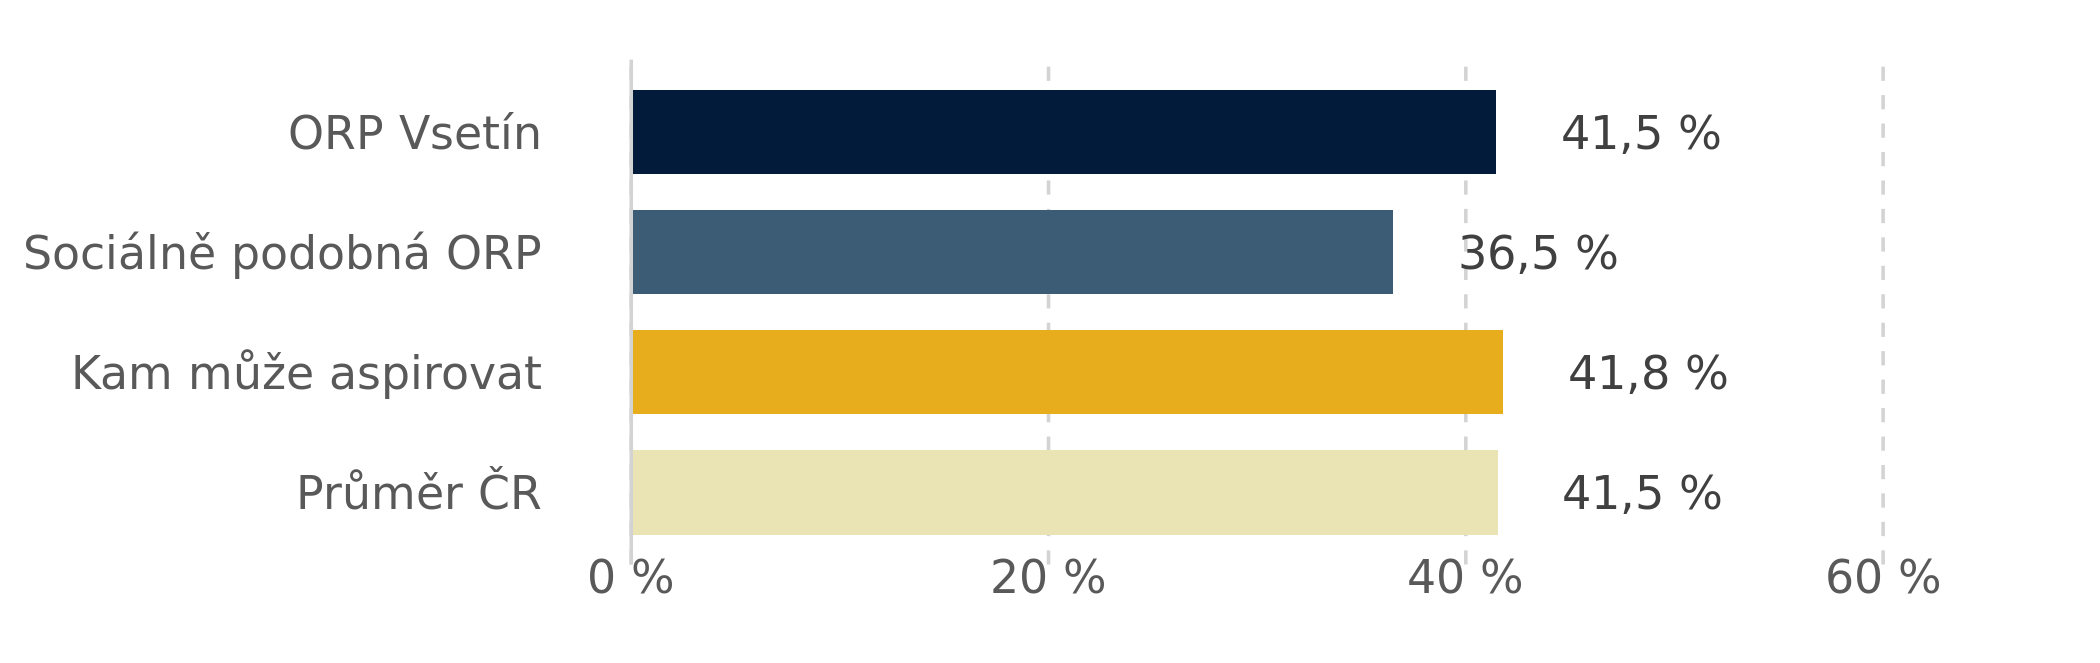 ORP Vsetín 41,5 %
Sociálně podobná ORP 36,5 %
Kam může aspirovat 41,8 %
Průměr ČR 41,5 %
0 % 20 % 40 % 60 %